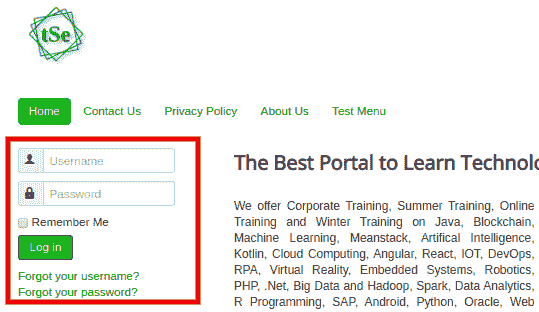 tSe
Home Contact Us Privacy Policy About Us Test Menu
Username
Password
Remember Me
Log in
Forgot your username?
Forgot your password?
The Best Portal to Learn Technolo
We offer Corporate Training, Summer Training, Online
Training and Winter Training on Java, Blockchain,
Machine Learning, Meanstack, Artifical Intelligence,
Kotlin, Cloud Computing, Angular, React, IOT, DevOps,
RPA, Virtual Reality, Embedded Systems, Robotics,
PHP, .Net, Big Data and Hadoop, Spark, Data Analytics,
R Programming, SAP, Android, Python, Oracle, Web